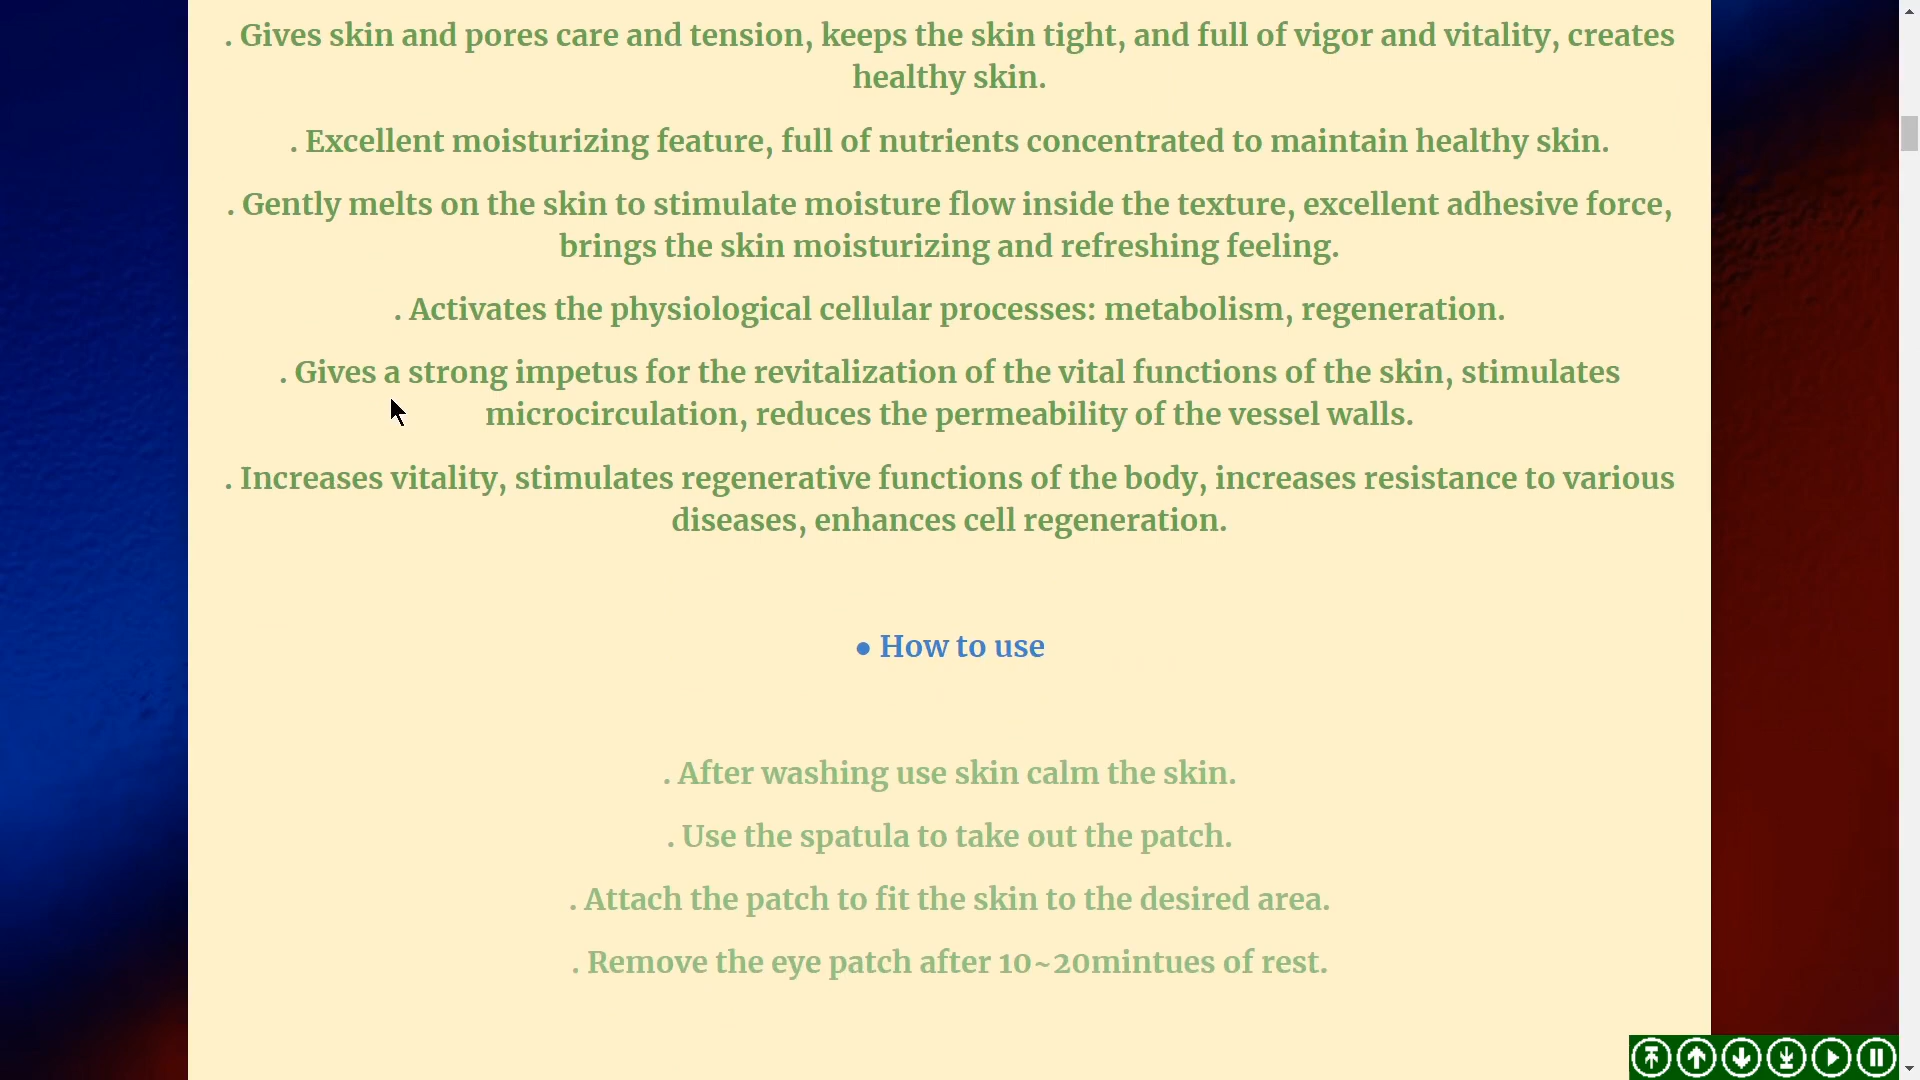 . Gives skin and pores care and tension, keeps the skin tight, and full of vigor and vitality, creates
healthy skin.
. Excellent moisturizing feature, full of nutrients concentrated to maintain healthy skin.
. Gently melts on the skin to stimulate moisture flow inside the texture, excellent adhesive force,
brings the skin moisturizing and refreshing feeling.
. Activates the physiological cellular processes: metabolism, regeneration.
. Gives a strong impetus for the revitalization of the vital functions of the skin, stimulates
microcirculation, reduces the permeability of the vessel walls.
. Increases vitality, stimulates regenerative functions of the body, increases resistance to various
diseases, enhances cell regeneration.
● How to use
. After washing use skin calm the skin.
. Use the spatula to take out the patch.
. Attach the patch to fit the skin to the desired area.
. Remove the eye patch after 10~20mintues of rest.